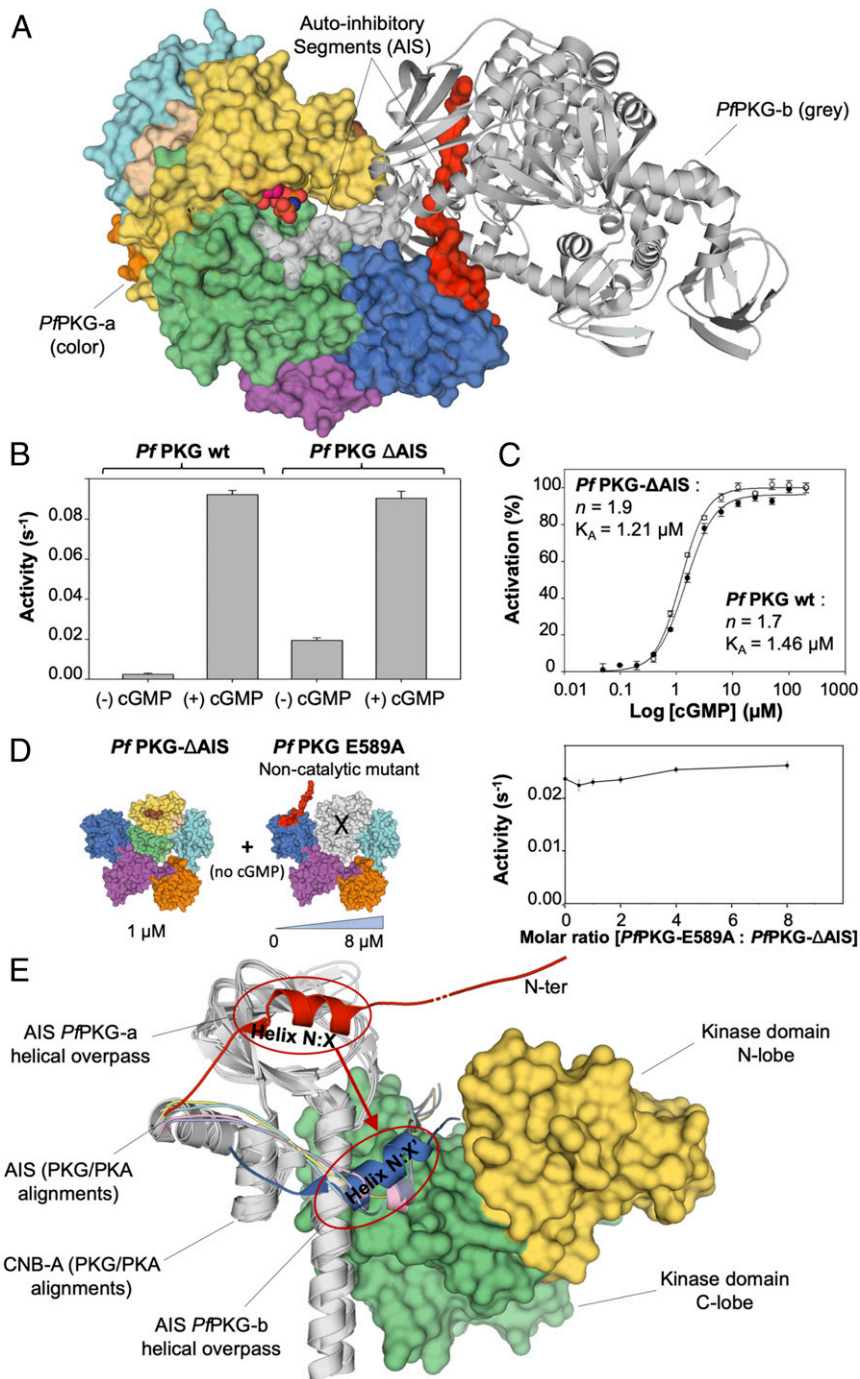 A
Auto-inhibitory
Segments (AIS)
PfPKG-b (grey)
PfPKG-a
(color)
B
Pf PKG wt
Pf PKG ΔAIS
Activity (s⁻¹)
0.08
0.06
0.04
0.02
0.00
(-) cGMP
(+) cGMP
(-) cGMP
(+) cGMP
C
Activation (%)
100
80
60
40
20
0
Pf PKG-ΔAIS :
n = 1.9
K_A = 1.21 µM
Pf PKG wt :
n = 1.7
K_A = 1.46 µM
0.01
0.1
1
10
100
Log [cGMP] (µM)
D
Pf PKG-ΔAIS
Pf PKG E589A
Non-catalytic mutant
X
+
(no cGMP)
1 µM
0
8 µM
Activity (s⁻¹)
0.02
0.01
0.00
0
2
4
6
8
Molar ratio [PfPKG-E589A : PfPKG-ΔAIS]
E
N-ter
AIS PfPKG-a
helical overpass
Helix N:X
Kinase domain
N-lobe
AIS (PKG/PKA
alignments)
Helix N:X'
CNB-A (PKG/PKA
alignments)
AIS PfPKG-b
helical overpass
Kinase domain
C-lobe